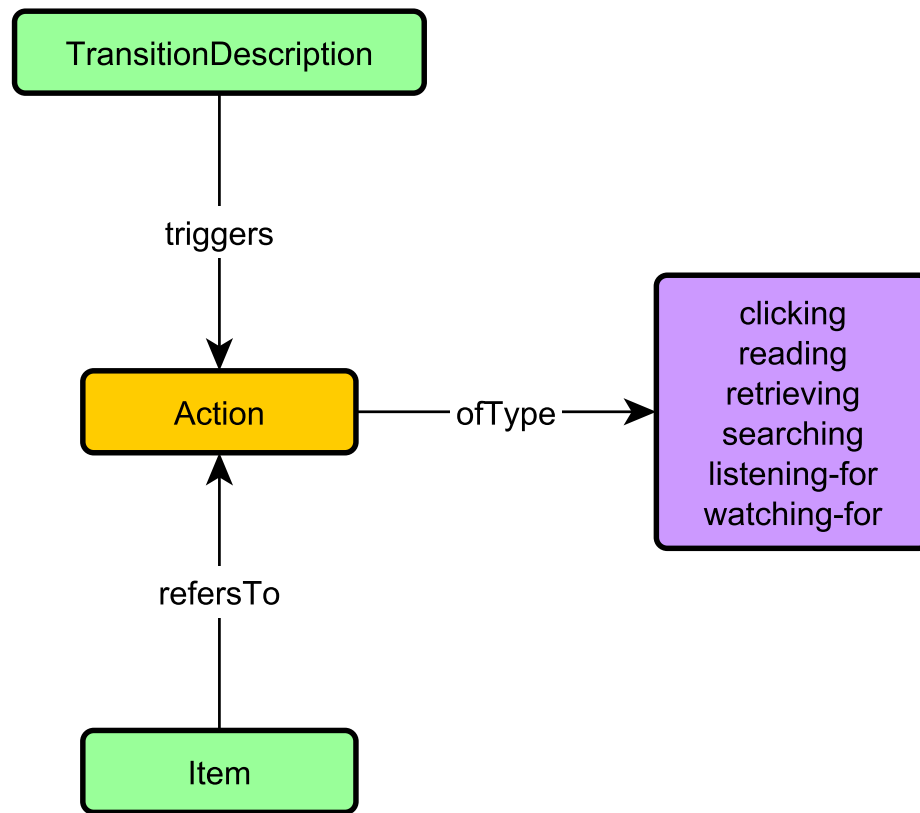 TransitionDescription
triggers
Action
ofType
clicking
reading
retrieving
searching
listening-for
watching-for
refersTo
Item